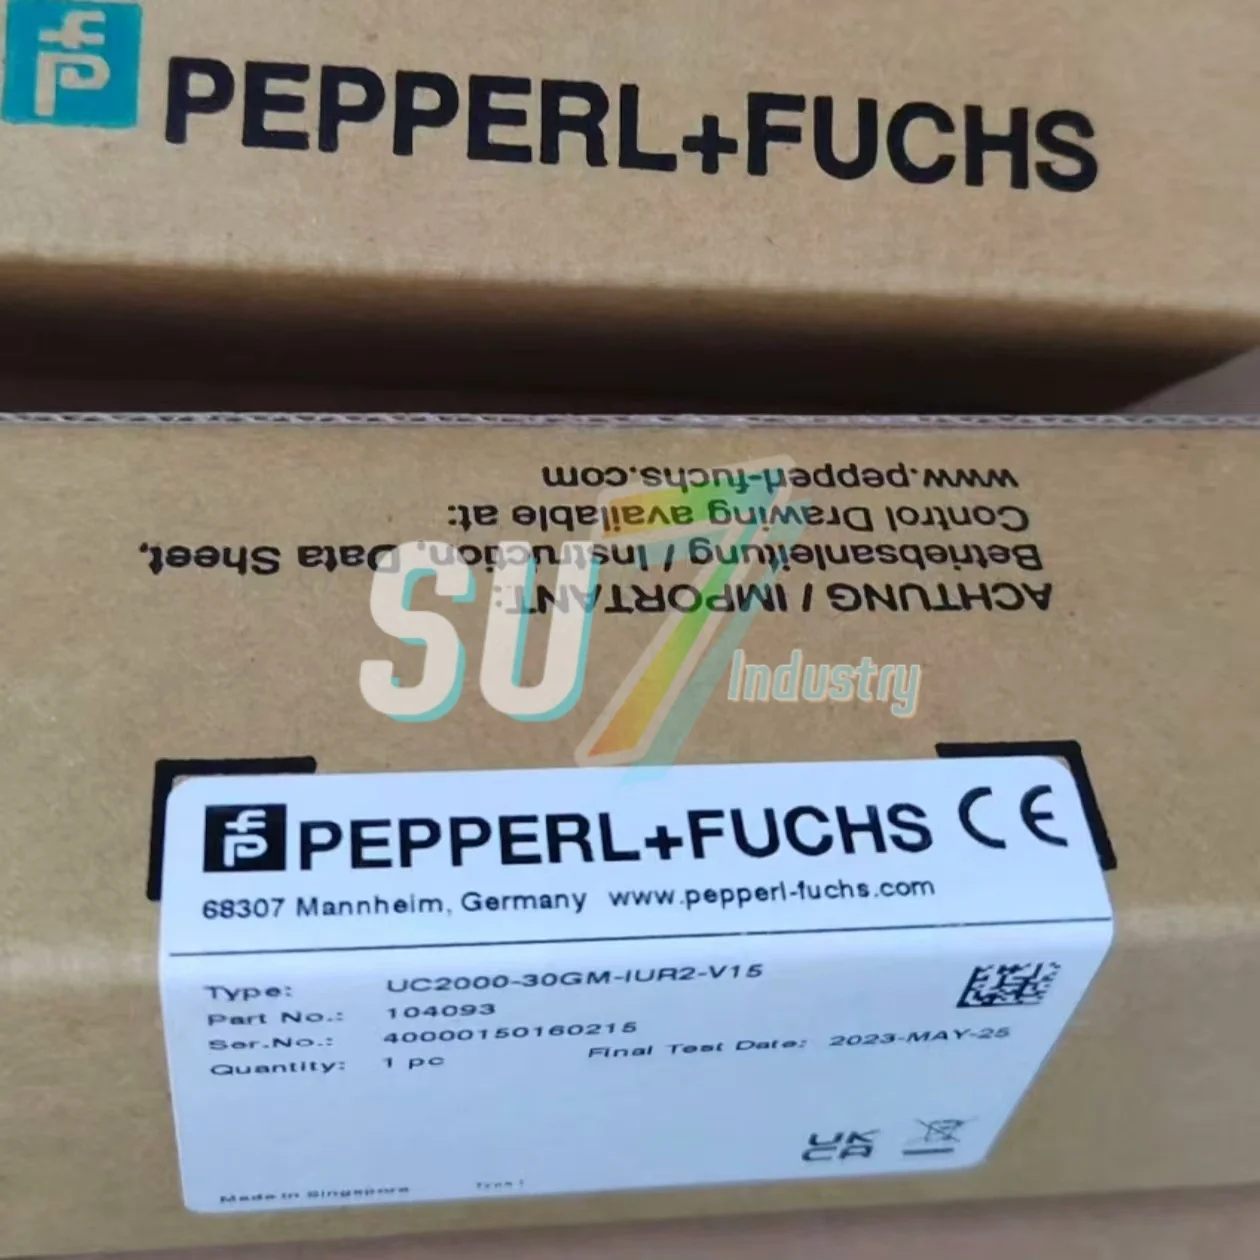 PEPPERL+FUCHS
ACHTUNG / IMPORTANT:
Betriebsanleitung / Instruction, Data Sheet,
Control Drawing available at:
www.pepperl-fuchs.com
SU7 Industry
PEPPERL+FUCHS CE
68307 Mannheim, Germany www.pepperl-fuchs.com
Type: UC2000-30GM-IUR2-V15
Part No.: 104093
Ser.No.: 40000150160215
Quantity: 1 pc Final Test Date: 2023-MAY-25
UK
CA
Made in Singapore